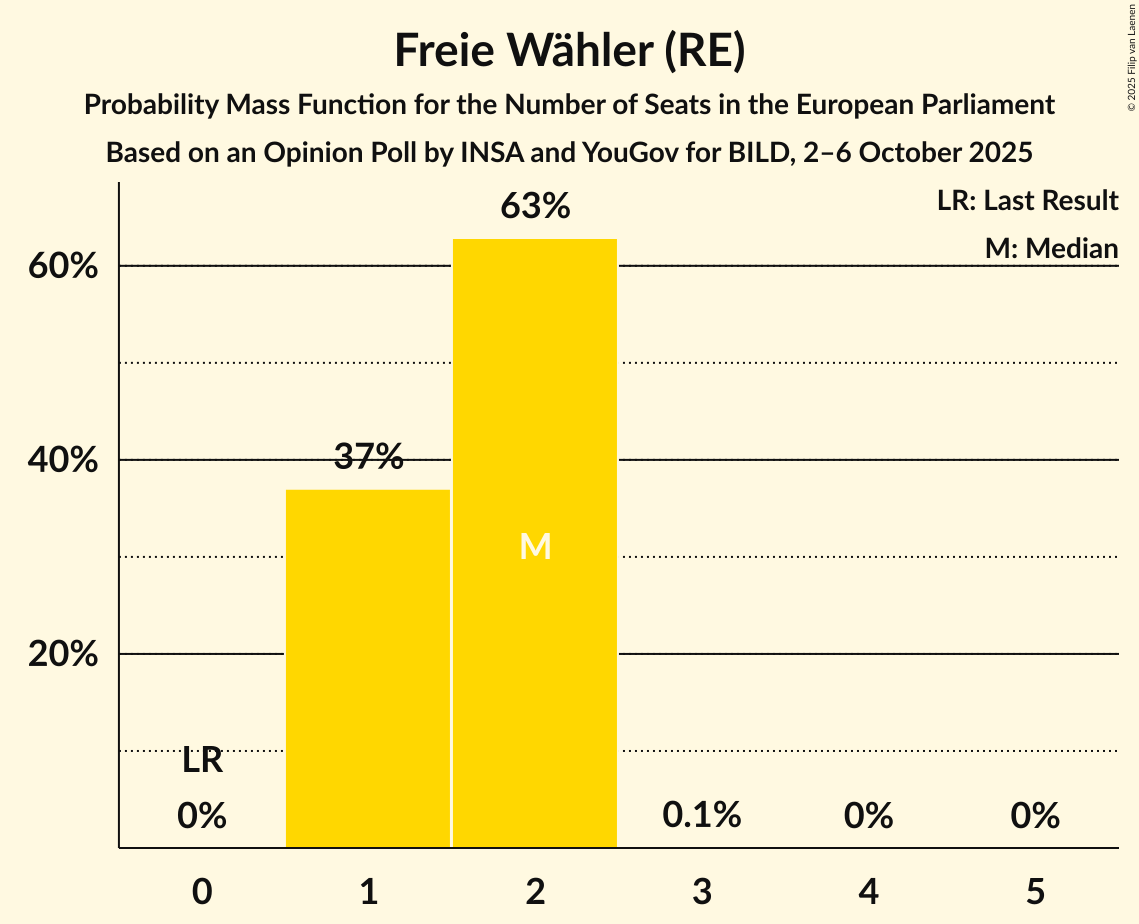 Freie Wähler (RE)
Probability Mass Function for the Number of Seats in the European Parliament
Based on an Opinion Poll by INSA and YouGov for BILD, 2–6 October 2025
© 2025 Filip van Laenen
LR: Last Result
M: Median
63%
60%
40%
37%
M
20%
LR
0%
0.1%
0%
0%
0
1
2
3
4
5